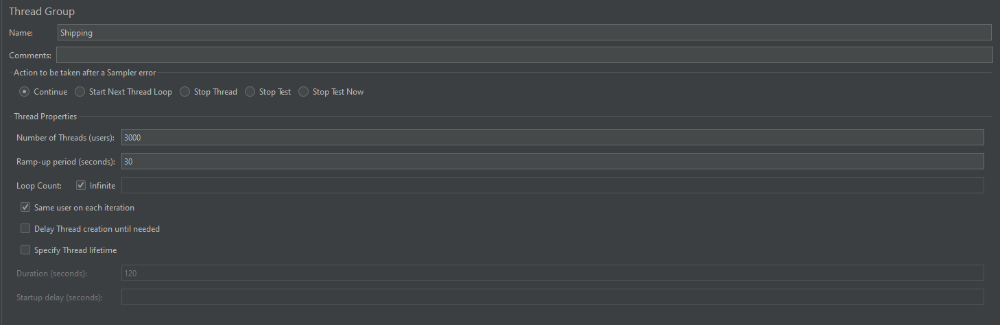 Thread Group
Name: Shipping
Comments:
Action to be taken after a Sampler error
Continue Start Next Thread Loop Stop Thread Stop Test Stop Test Now
Thread Properties
Number of Threads (users): 3000
Ramp-up period (seconds): 30
Loop Count: Infinite
Same user on each iteration
Delay Thread creation until needed
Specify Thread lifetime
Duration (seconds): 120
Startup delay (seconds):